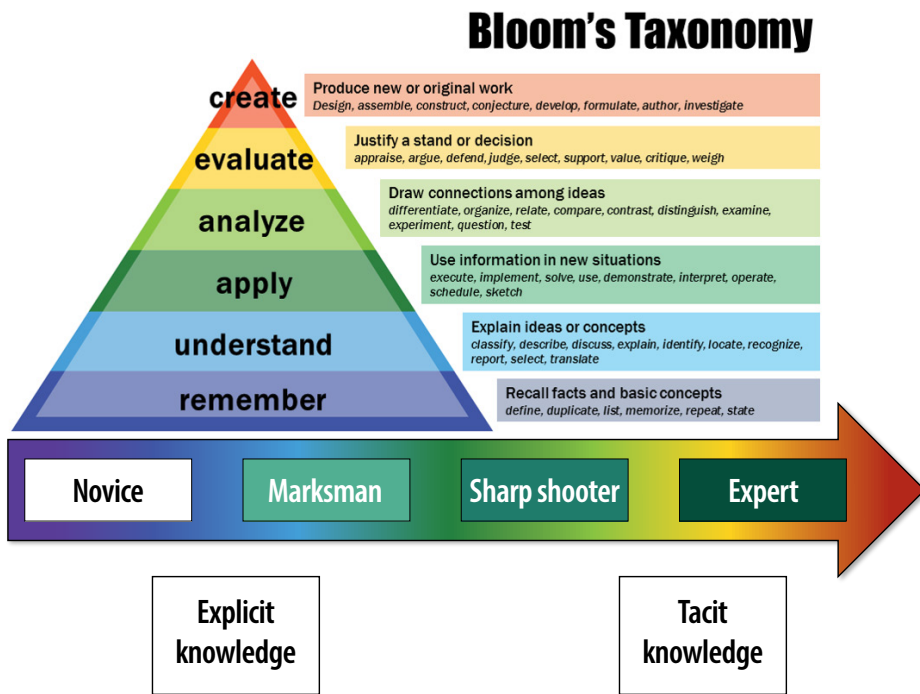 Bloom's Taxonomy
create
Produce new or original work
Design, assemble, construct, conjecture, develop, formulate, author, investigate
evaluate
Justify a stand or decision
appraise, argue, defend, judge, select, support, value, critique, weigh
analyze
Draw connections among ideas
differentiate, organize, relate, compare, contrast, distinguish, examine,
experiment, question, test
apply
Use information in new situations
execute, implement, solve, use, demonstrate, interpret, operate,
schedule, sketch
understand
Explain ideas or concepts
classify, describe, discuss, explain, identify, locate, recognize,
report, select, translate
remember
Recall facts and basic concepts
define, duplicate, list, memorize, repeat, state
Novice
Marksman
Sharp shooter
Expert
Explicit
knowledge
Tacit
knowledge